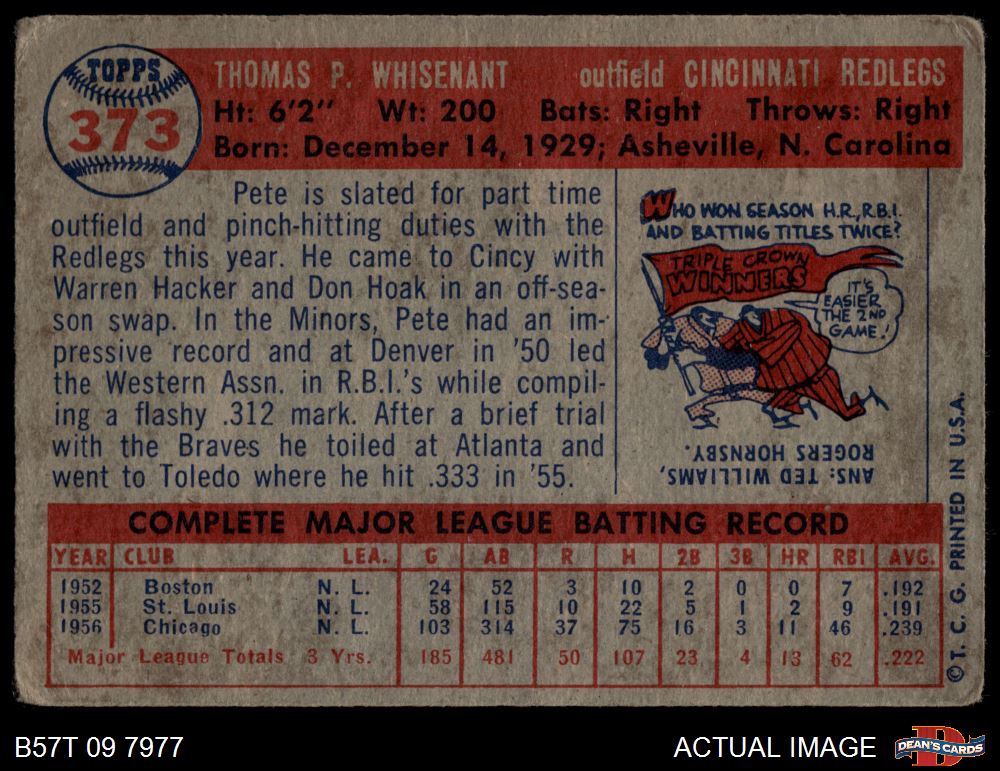 TOPPS
373
THOMAS P. WHISENANT outfield CINCINNATI REDLEGS
Ht: 6'2" Wt: 200 Bats: Right Throws: Right
Born: December 14, 1929; Asheville, N. Carolina
Pete is slated for part time
outfield and pinch-hitting duties with the
Redlegs this year. He came to Cincy with
Warren Hacker and Don Hoak in an off-sea-
son swap. In the Minors, Pete had an im-
pressive record and at Denver in '50 led
the Western Assn. in R.B.I.'s while compil-
ing a flashy .312 mark. After a brief trial
with the Braves he toiled at Atlanta and
went to Toledo where he hit .333 in '55.
WHO WON SEASON H.R., R.B.I.
AND BATTING TITLES TWICE?
TRIPLE CROWN
WINNERS
IT'S
EASIER
THE 2ND
GAME!
ANS: TED WILLIAMS,
ROGERS HORNSBY.
COMPLETE MAJOR LEAGUE BATTING RECORD
YEAR CLUB LEA. G AB R H 2B 3B HR RBI AVG.
1952 Boston N. L. 24 52 3 10 2 0 0 7 .192
1955 St. Louis N. L. 58 115 10 22 5 1 2 9 .191
1956 Chicago N. L. 103 314 37 75 16 3 11 46 .239
Major League Totals 3 Yrs. 185 481 50 107 23 4 13 62 .222
© T. C. G. PRINTED IN U.S.A.
B57T 09 7977
ACTUAL IMAGE
DEAN'S CARDS